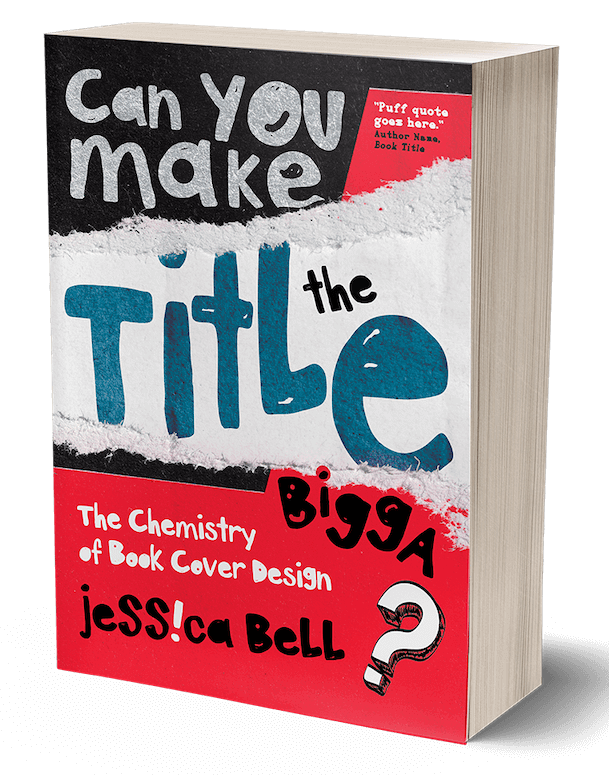 Can YOU
make
"Puff quote
goes here."
Author Name,
Book Title
the
TitLe
BiggA
?
The Chemistry
of Book Cover Design
jeSS!ca BeLL